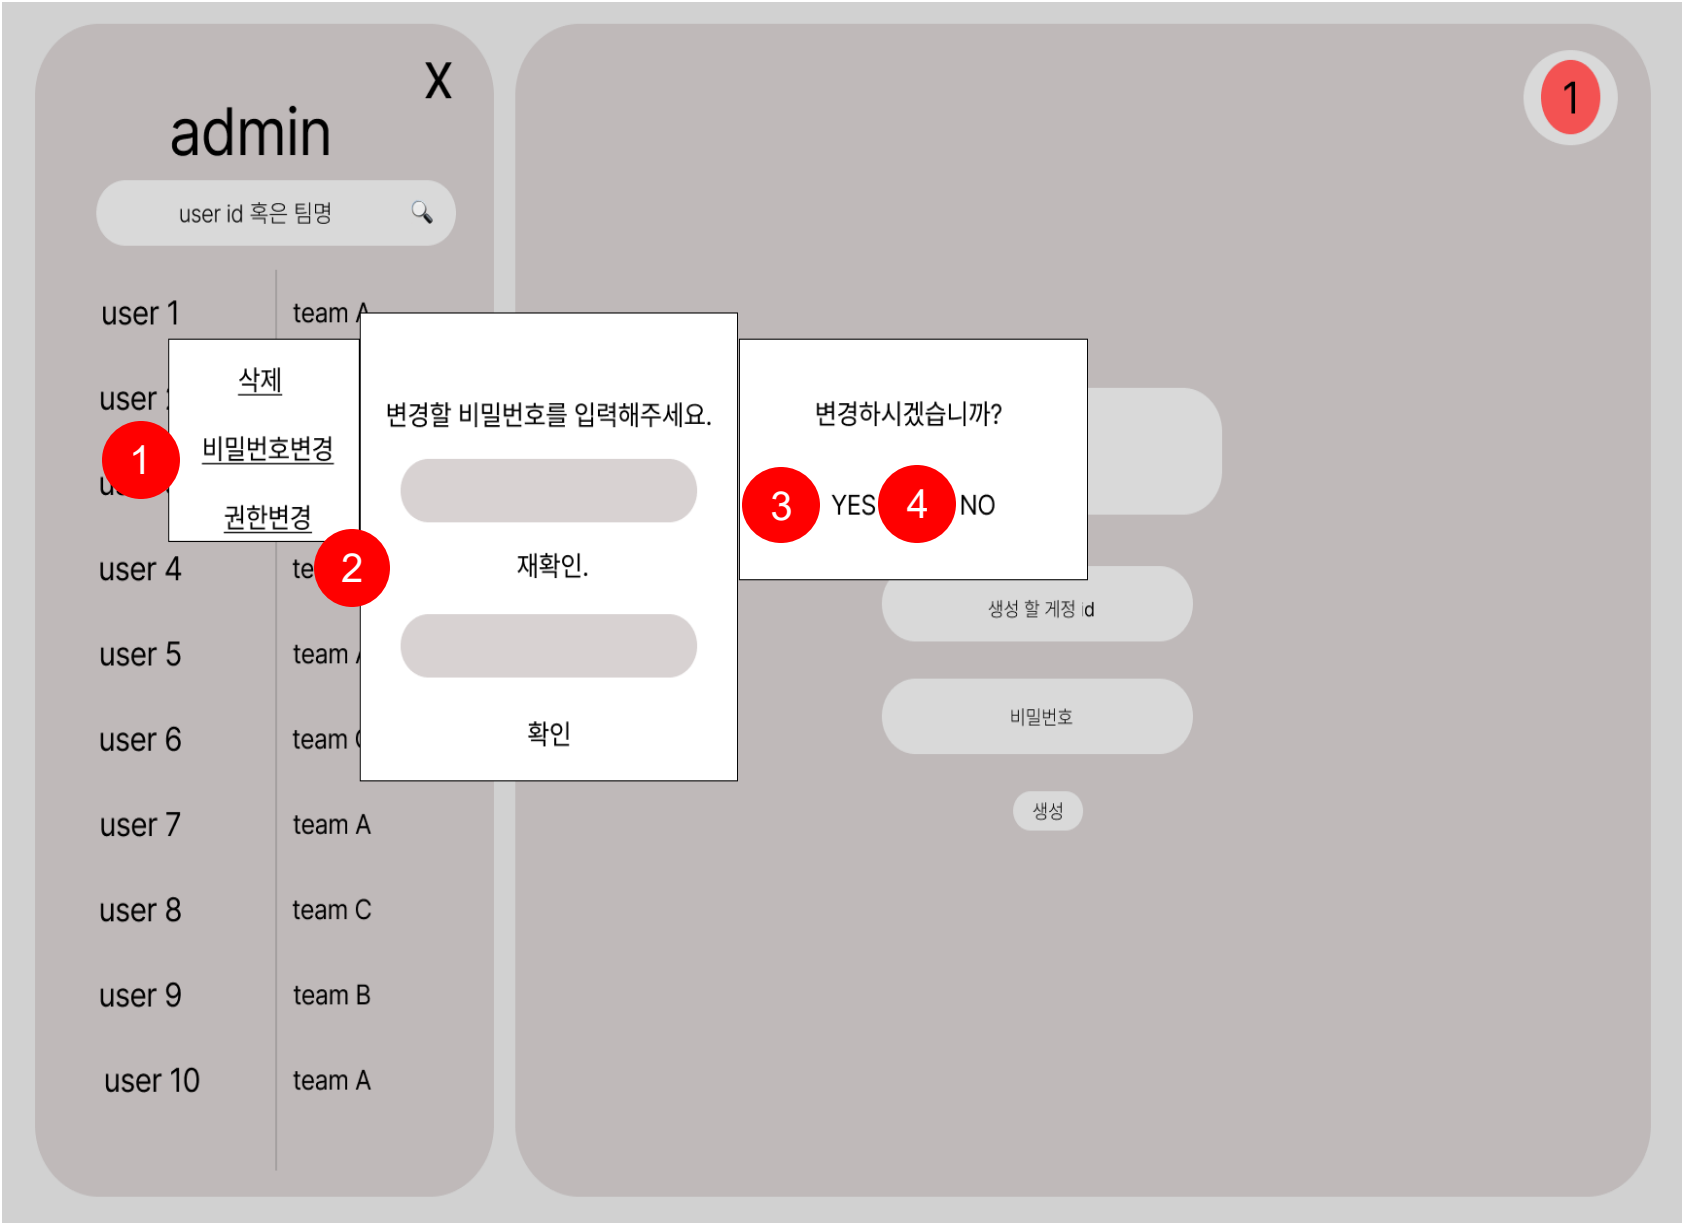 X
admin
1
user id 혹은 팀명
user 1
team A
user
삭제
비밀번호변경
권한변경
1
2
변경할 비밀번호를 입력해주세요.
재확인.
확인
변경하시겠습니까?
3 YES 4 NO
user 4
user 5
team A
user 6
team
user 7
team A
user 8
team C
user 9
team B
user 10
team A
생성 할 게정 id
비밀번호
생성